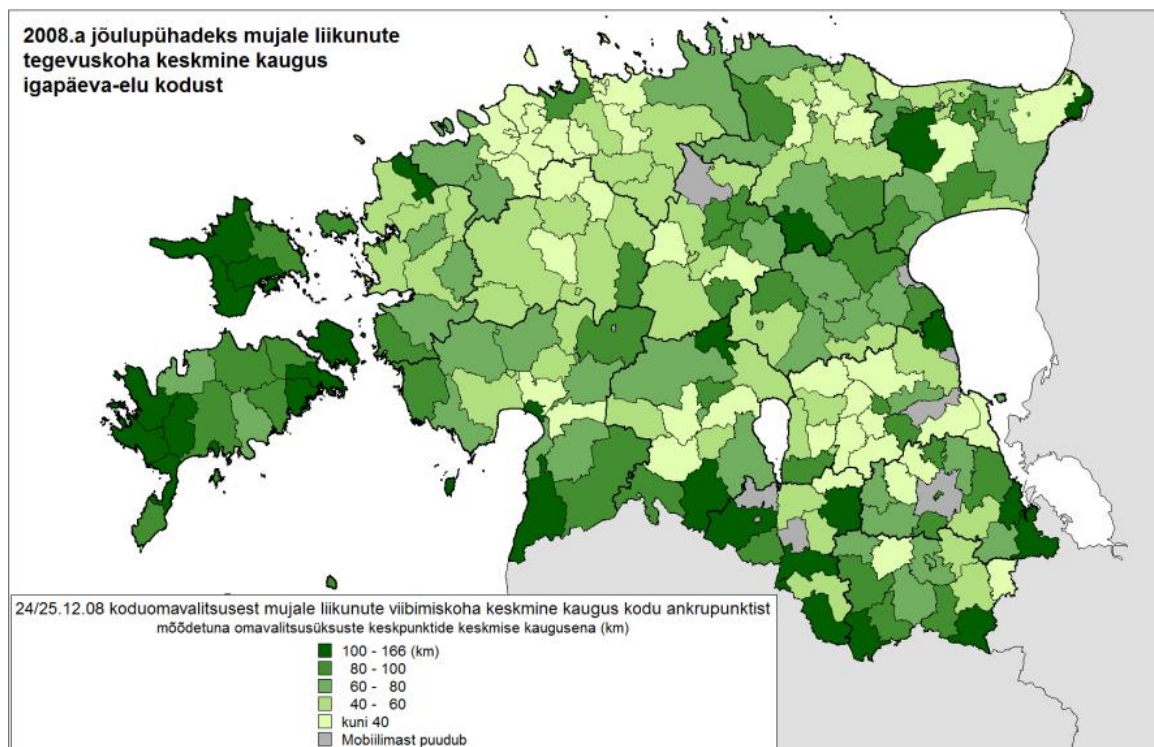 2008.a jõulupühadeks mujale liikunute
tegevuskoha keskmine kaugus
igapäeva-elu kodust
24/25.12.08 koduomavalitsusest mujale liikunute viibimiskoha keskmine kaugus kodu ankrupunktist
mõõdetuna omavalitsusüksuste keskpunktide keskmise kaugusena (km)
100 - 166 (km)
80 - 100
60 - 80
40 - 60
kuni 40
Mobiilimast puudub